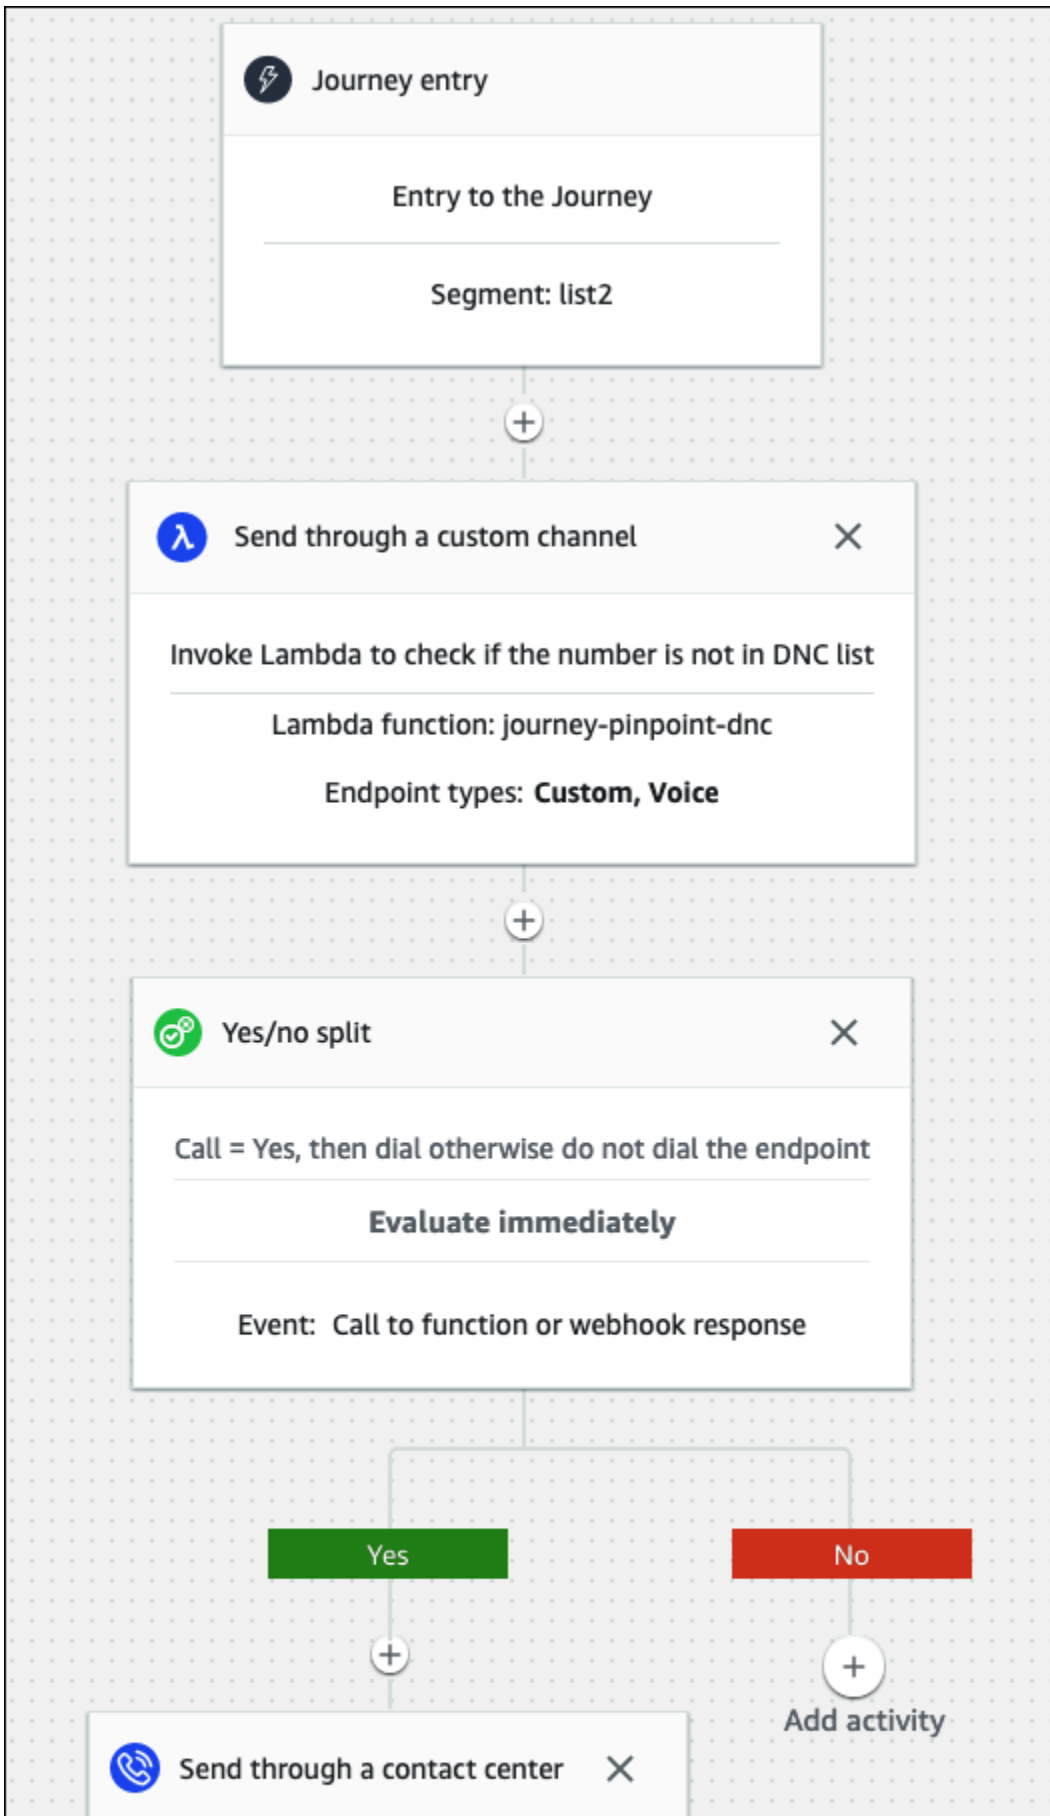 Journey entry
Entry to the Journey
Segment: list2
Send through a custom channel
Invoke Lambda to check if the number is not in DNC list
Lambda function: journey-pinpoint-dnc
Endpoint types: Custom, Voice
Yes/no split
Call = Yes, then dial otherwise do not dial the endpoint
Evaluate immediately
Event: Call to function or webhook response
Yes
No
Add activity
Send through a contact center